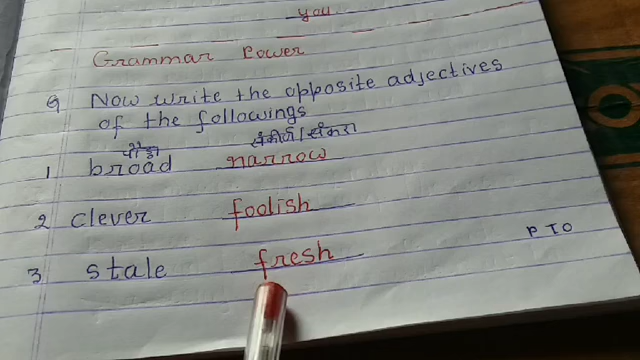 you
Grammar Power
Q Now write the opposite adjectives
of the followings
चौड़ा संकीर्ण / संकरा
1 broad narrow
2 clever foolish
3 stale fresh
P T O